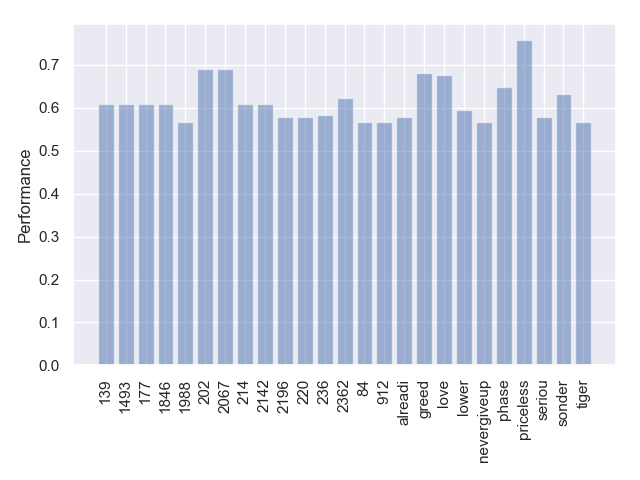 Performance
0.7
0.6
0.5
0.4
0.3
0.2
0.1
0.0
139
1493
177
1846
1988
202
2067
214
2142
2196
220
236
2362
84
912
alreadi
greed
love
lower
nevergiveup
phase
priceless
seriou
sonder
tiger